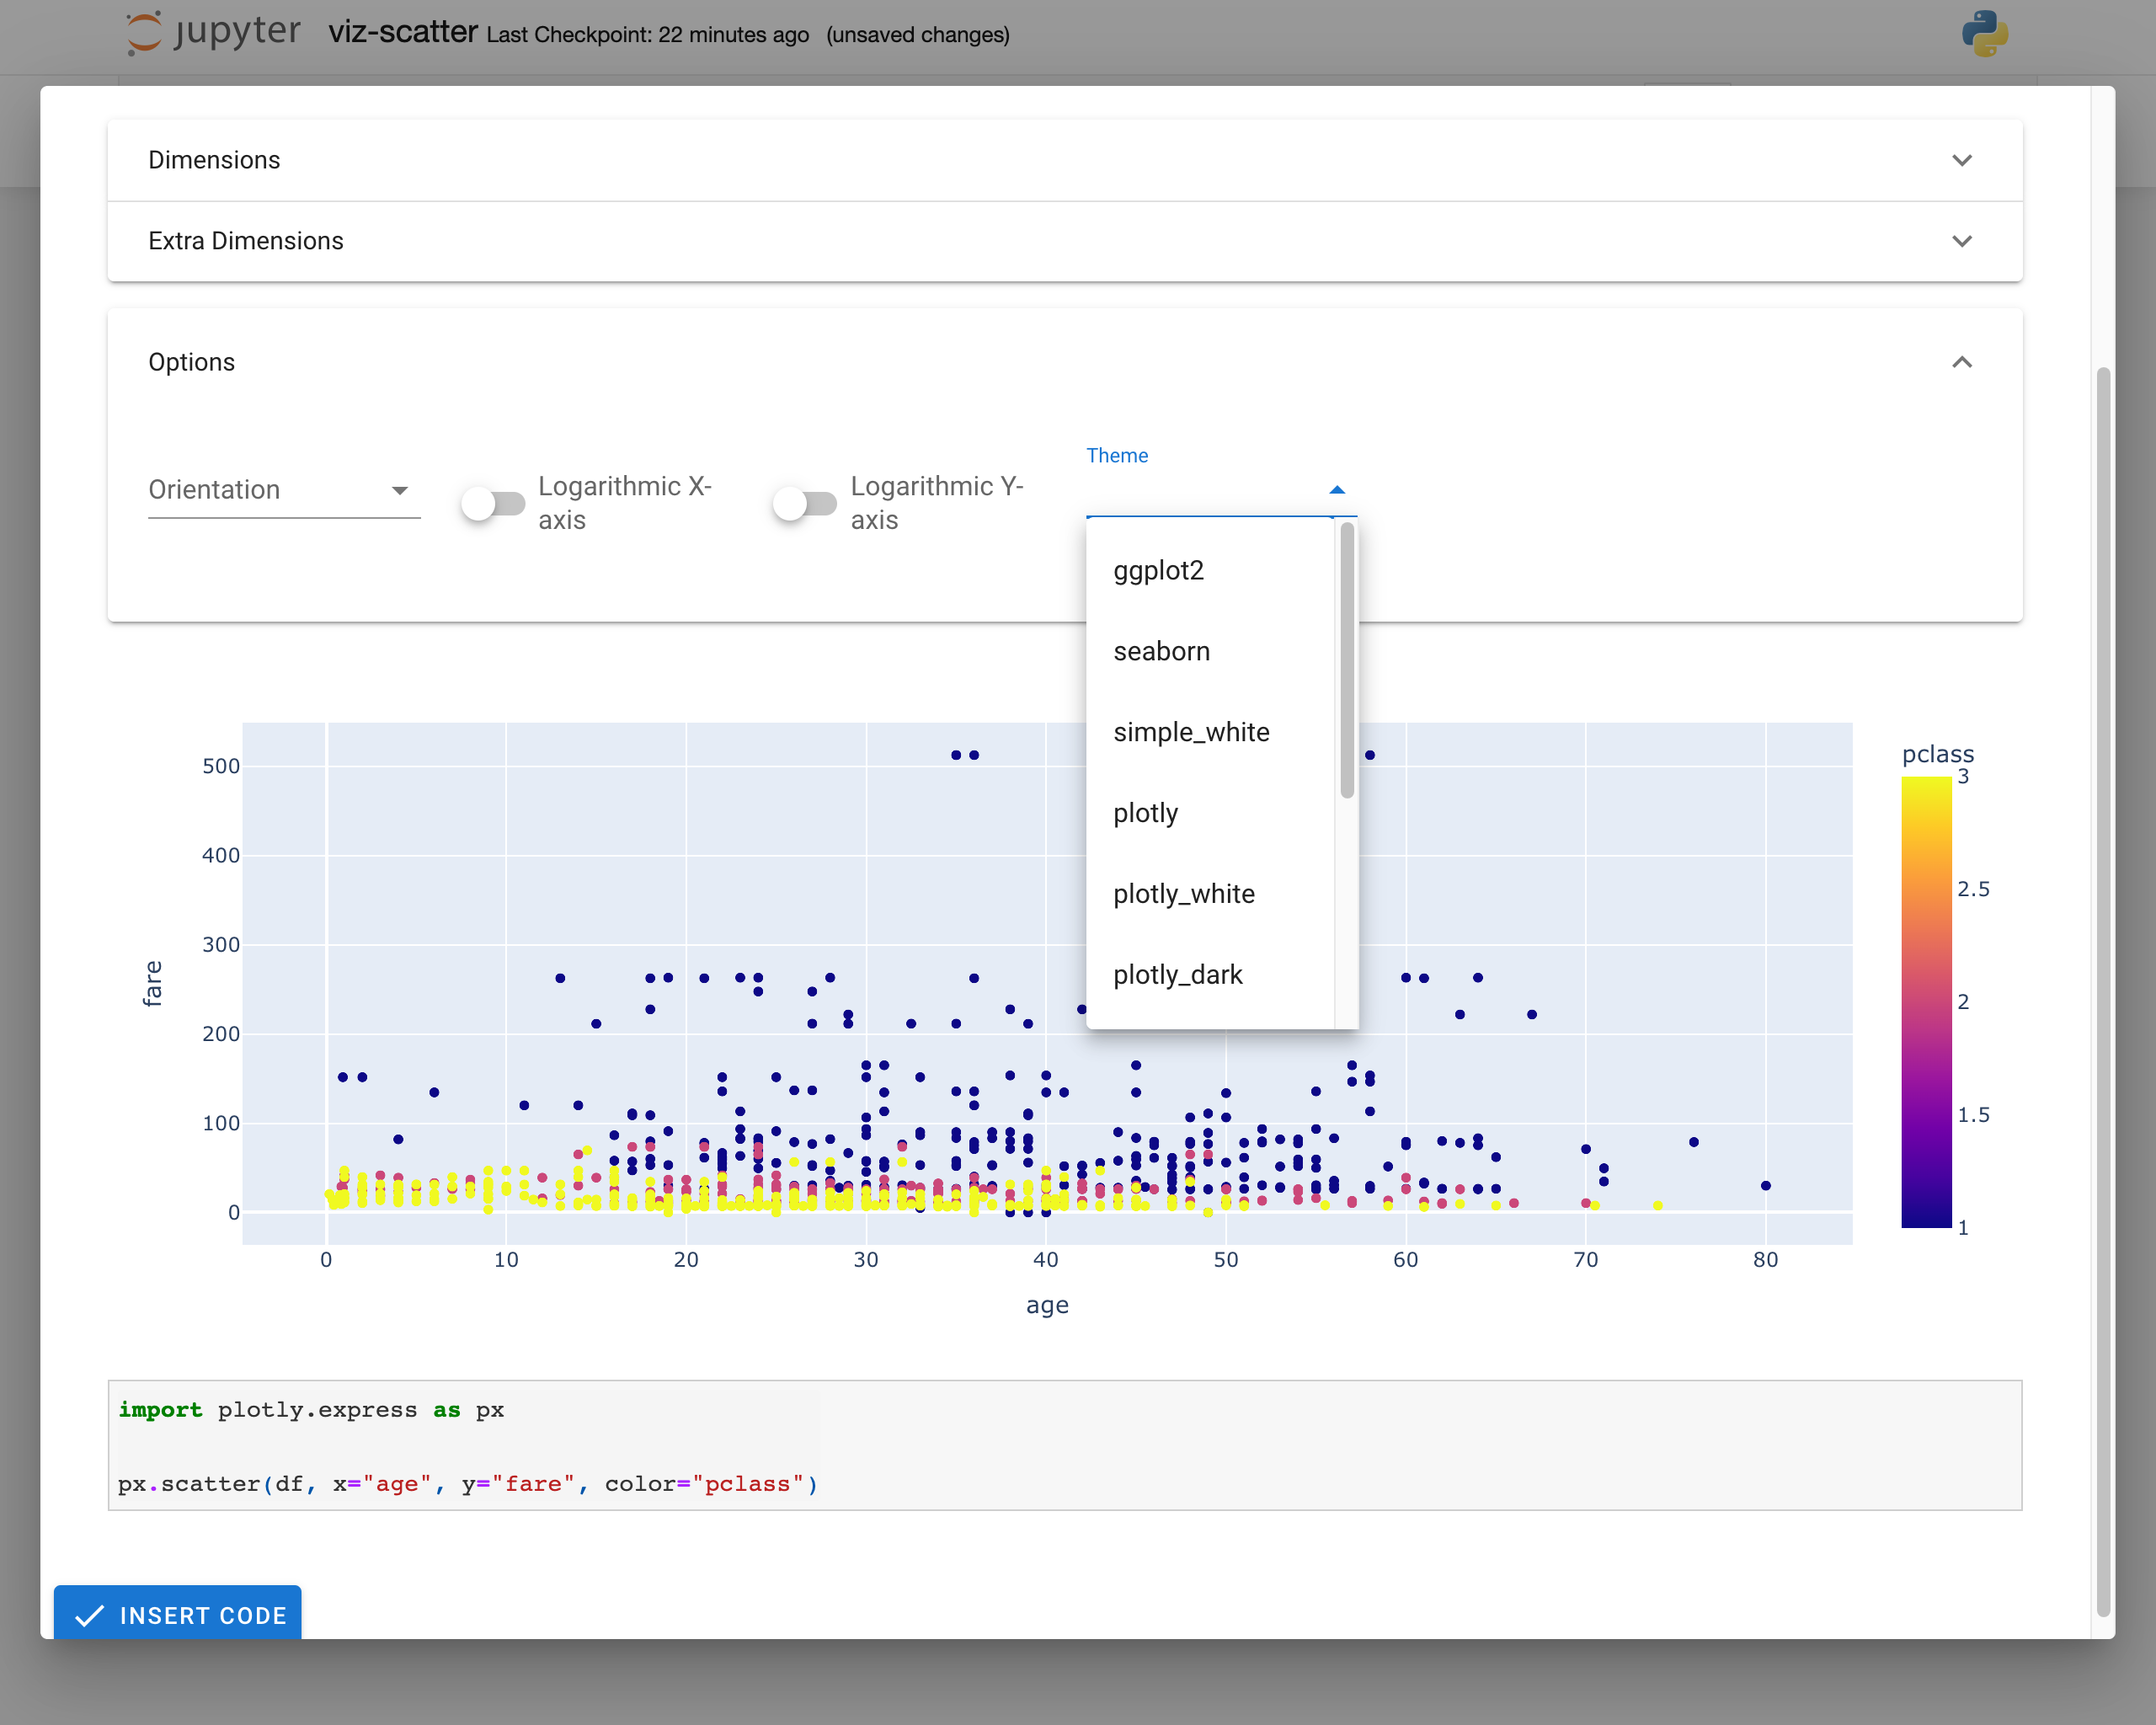 jupyter viz-scatter Last Checkpoint: 22 minutes ago (unsaved changes)
Dimensions
Extra Dimensions
Options
Theme
Orientation
Logarithmic X-
axis
Logarithmic Y-
axis
ggplot2
seaborn
simple_white
plotly
plotly_white
plotly_dark
500
400
300
200
100
0
fare
0 10 20 30 40 50 60 70 80
age
pclass
3
2.5
2
1.5
1
import plotly.express as px
px.scatter(df, x="age", y="fare", color="pclass")
INSERT CODE